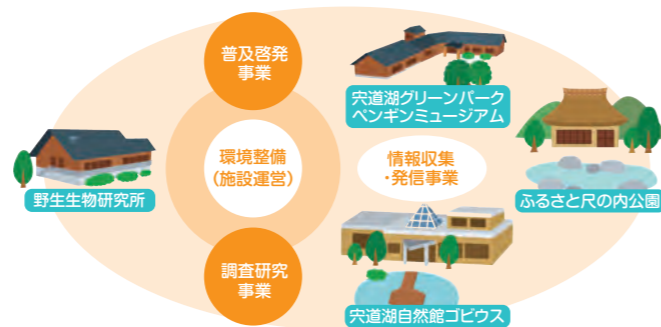 普及啓発
事業
宍道湖グリーンパーク
ペンギンミュージアム
環境整備
(施設運営)
情報収集
・発信事業
野生生物研究所
ふるさと尺の内公園
調査研究
事業
宍道湖自然館ゴビウス